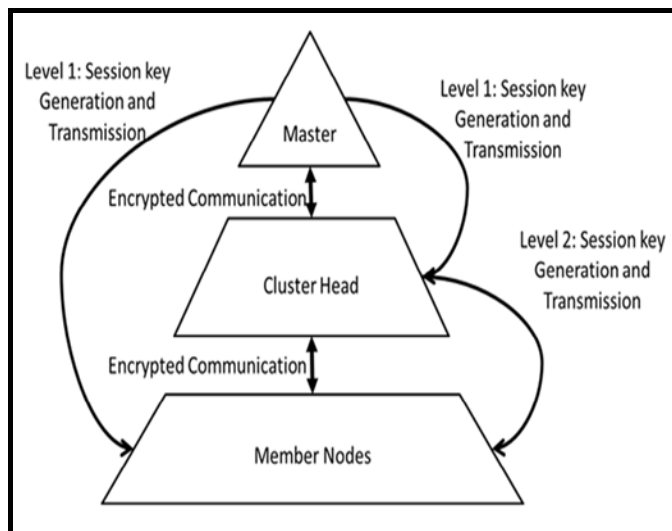 Level 1: Session key
Generation and
Transmission
Level 1: Session key
Generation and
Transmission
Master
Encrypted Communication
Level 2: Session key
Generation and
Transmission
Cluster Head
Encrypted Communication
Member Nodes